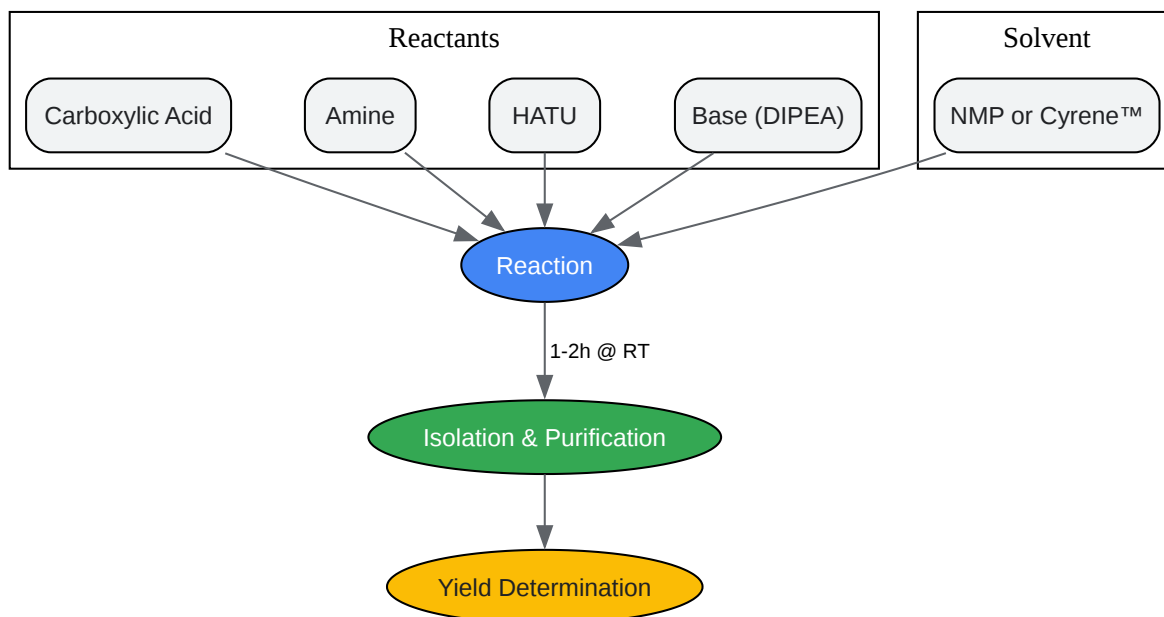 Reactants
Solvent
Carboxylic Acid
Amine
HATU
Base (DIPEA)
NMP or Cyrene™
Reaction
1-2h @ RT
Isolation & Purification
Yield Determination